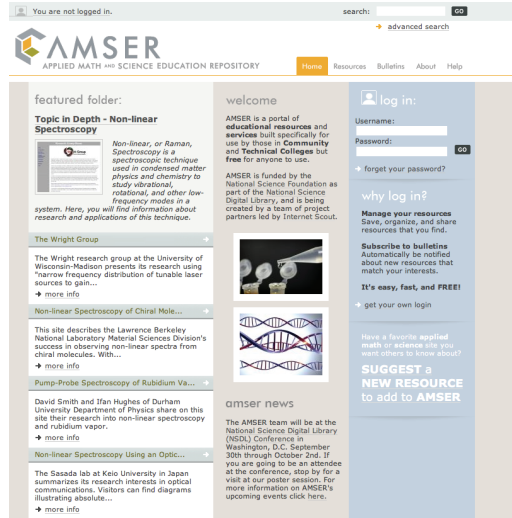 You are not logged in.
search:
GO
advanced search
AMSER
APPLIED MATH AND SCIENCE EDUCATION REPOSITORY
Home Resources Bulletins About Help
featured folder:
Topic in Depth - Non-linear
Spectroscopy
Non-linear, or Raman,
Spectroscopy is a
spectroscopic technique
used in condensed matter
physics and chemistry to
study vibrational,
rotational, and other low-
frequency modes in a
system. Here, you will find information about
research and applications of this technique.
The Wright Group
The Wright research group at the University of
Wisconsin-Madison presents its research using
"narrow frequency distribution of tunable laser
sources to gain...
more info
Non-linear Spectroscopy of Chiral Mole...
This site describes the Lawrence Berkeley
National Laboratory Material Sciences Division's
success in observing non-linear spectra from
chiral molecules. With...
more info
Pump-Probe Spectroscopy of Rubidium Va...
David Smith and Ifan Hughes of Durham
University Department of Physics share on this
site their research into non-linear spectroscopy
and rubidium vapor.
more info
Non-linear Spectroscopy Using an Optic...
The Sasada lab at Keio University in Japan
summarizes its research interests in optical
communications. Visitors can find diagrams
illustrating absolute...
more info
welcome
AMSER is a portal of
educational resources and
services built specifically for
use by those in Community
and Technical Colleges but
free for anyone to use.
AMSER is funded by the
National Science Foundation as
part of the National Science
Digital Library, and is being
created by a team of project
partners led by Internet Scout.
amser news
The AMSER team will be at the
National Science Digital Library
(NSDL) Conference in
Washington, D.C. September
30th through October 2nd. If
you are going to be an attendee
at the conference, stop by for a
visit at our poster session. For
more information on AMSER's
upcoming events click here.
log in:
Username:
Password:
GO
forget your password?
why log in?
Manage your resources
Save, organize, and share
resources that you find.
Subscribe to bulletins
Automatically be notified
about new resources that
match your interests.
It's easy, fast, and FREE!
get your own login
Have a favorite applied
math or science site you
want others to know about?
SUGGEST a
NEW RESOURCE
to add to AMSER